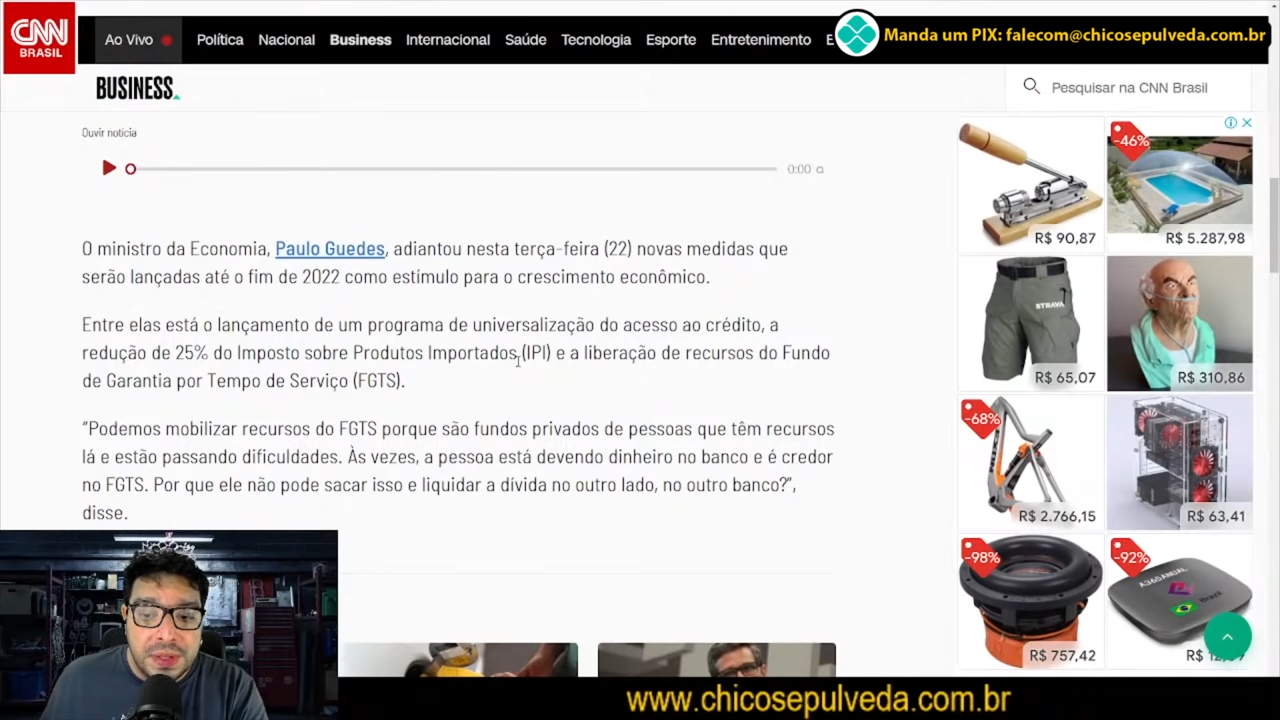 CNN
BRASIL
Ao Vivo
Política
Nacional
Business
Internacional
Saúde
Tecnologia
Esporte
Entretenimento
E
Manda um PIX: falecom@chicosepulveda.com.br
BUSINESS
Pesquisar na CNN Brasil
Ouvir notícia
0:00
O ministro da Economia, Paulo Guedes, adiantou nesta terça-feira (22) novas medidas que
serão lançadas até o fim de 2022 como estímulo para o crescimento econômico.
Entre elas está o lançamento de um programa de universalização do acesso ao crédito, a
redução de 25% do Imposto sobre Produtos Importados (IPI) e a liberação de recursos do Fundo
de Garantia por Tempo de Serviço (FGTS).
“Podemos mobilizar recursos do FGTS porque são fundos privados de pessoas que têm recursos
lá e estão passando dificuldades. Às vezes, a pessoa está devendo dinheiro no banco e é credor
no FGTS. Por que ele não pode sacar isso e liquidar a dívida no outro lado, no outro banco?”,
disse.
R$ 90,87
-46%
R$ 5.287,98
STRAVA
R$ 65,07
R$ 310,86
-68%
R$ 2.766,15
R$ 63,41
-98%
R$ 757,42
-92%
Brazil
www.chicosepulveda.com.br